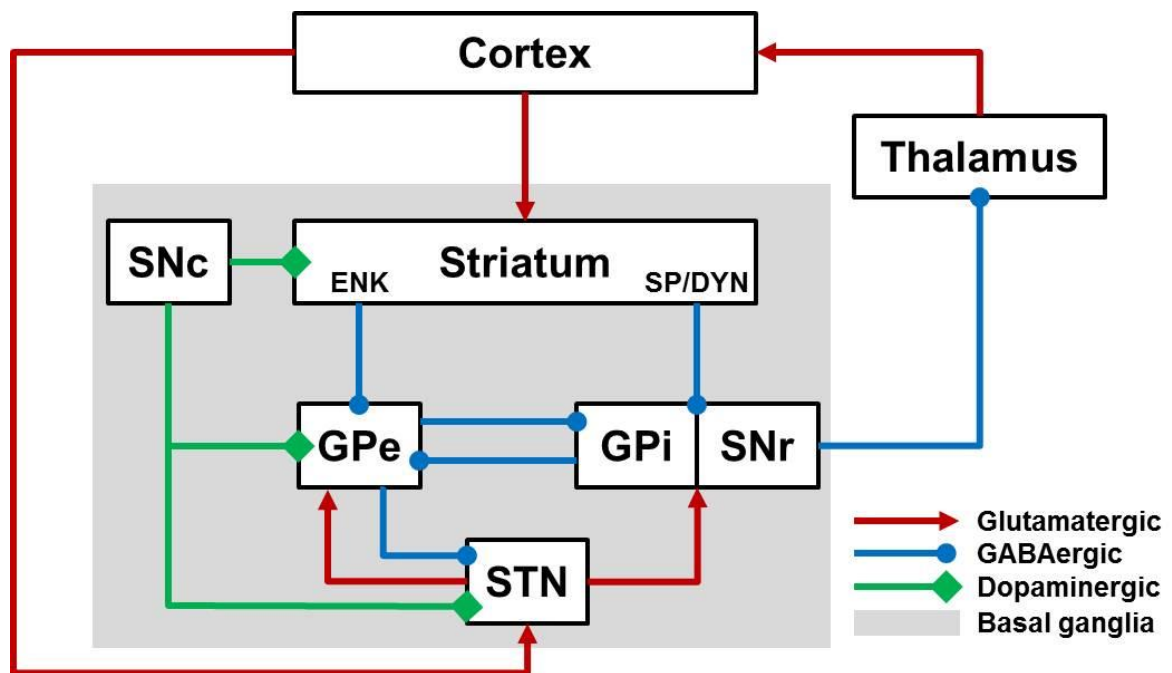 Cortex
Thalamus
SNc
Striatum
ENK
SP/DYN
GPe
GPi
SNr
STN
Glutamatergic
GABAergic
Dopaminergic
Basal ganglia